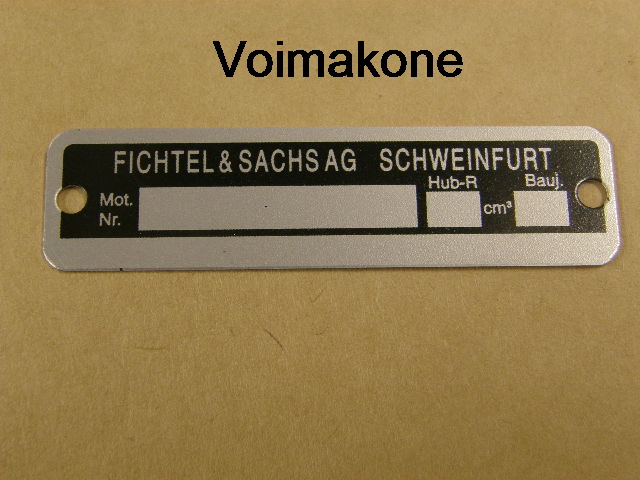 Voimakone
FICHTEL & SACHS AG SCHWEINFURT
Mot. Nr.
Hub-R
cm³
Bauj.